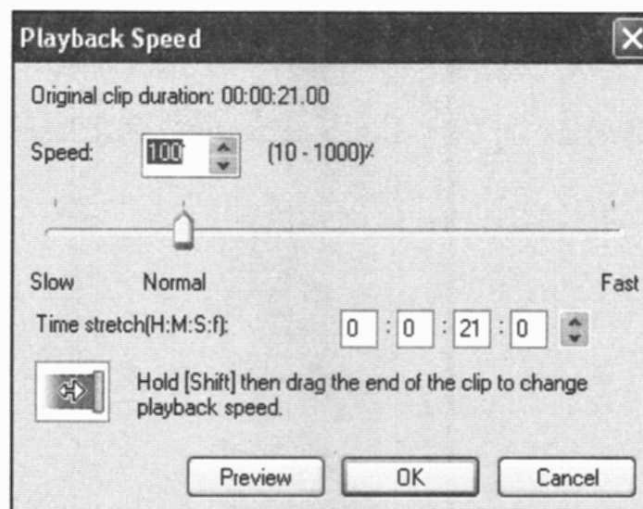 Playback Speed
Original clip duration: 00:00:21.00
Speed: 100 (10 - 1000)%
Slow Normal Fast
Time stretch(H:M:S:f): 0 : 0 : 21 : 0
Hold [Shift] then drag the end of the clip to change
playback speed.
Preview OK Cancel